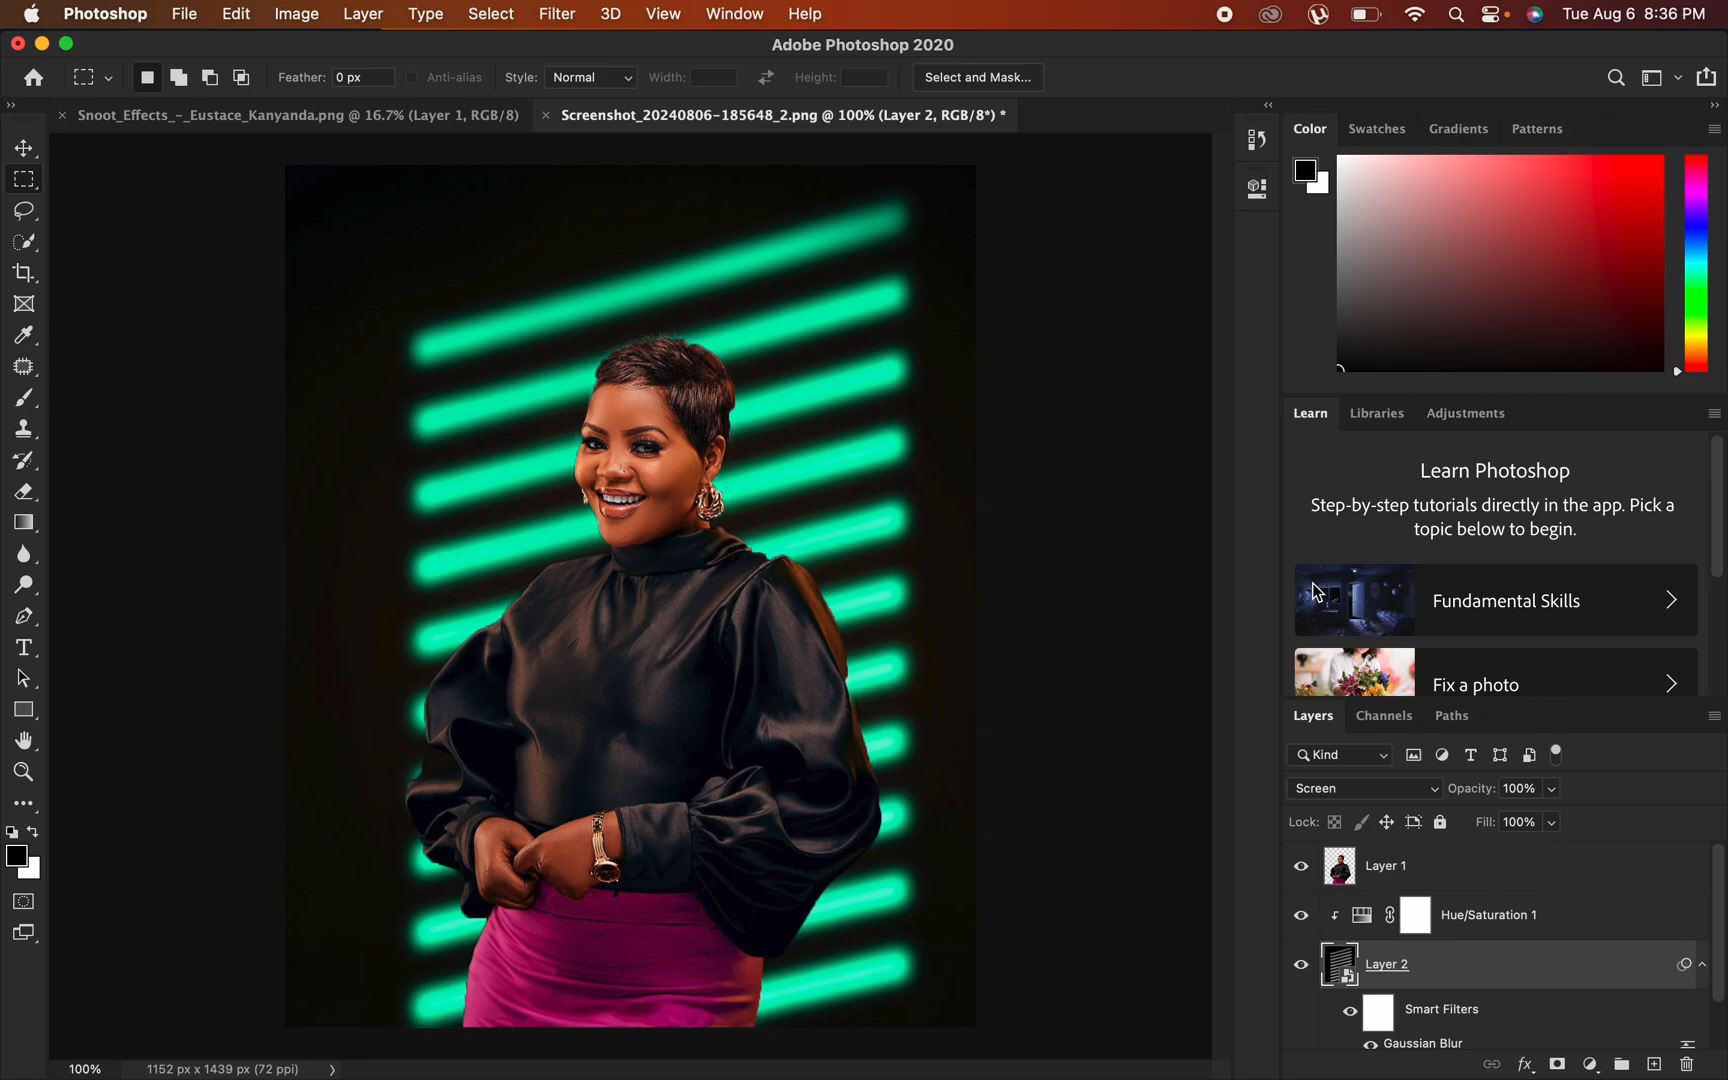 Photoshop File Edit Image Layer Type Select Filter 3D View Window Help Tue Aug 6 8:36 PM
Adobe Photoshop 2020
Feather: 0 px Anti-alias Style: Normal Width: Height: Select and Mask...
Snoot_Effects_-_Eustace_Kanyanda.png @ 16.7% (Layer 1, RGB/8) Screenshot_20240806-185648_2.png @ 100% (Layer 2, RGB/8*) *
Color Swatches Gradients Patterns
Learn Libraries Adjustments
Learn Photoshop
Step-by-step tutorials directly in the app. Pick a
topic below to begin.
Fundamental Skills
Fix a photo
Layers Channels Paths
Kind
Screen Opacity: 100%
Lock: Fill: 100%
Layer 1
Hue/Saturation 1
Layer 2
Smart Filters
Gaussian Blur
100% 1152 px x 1439 px (72 ppi)